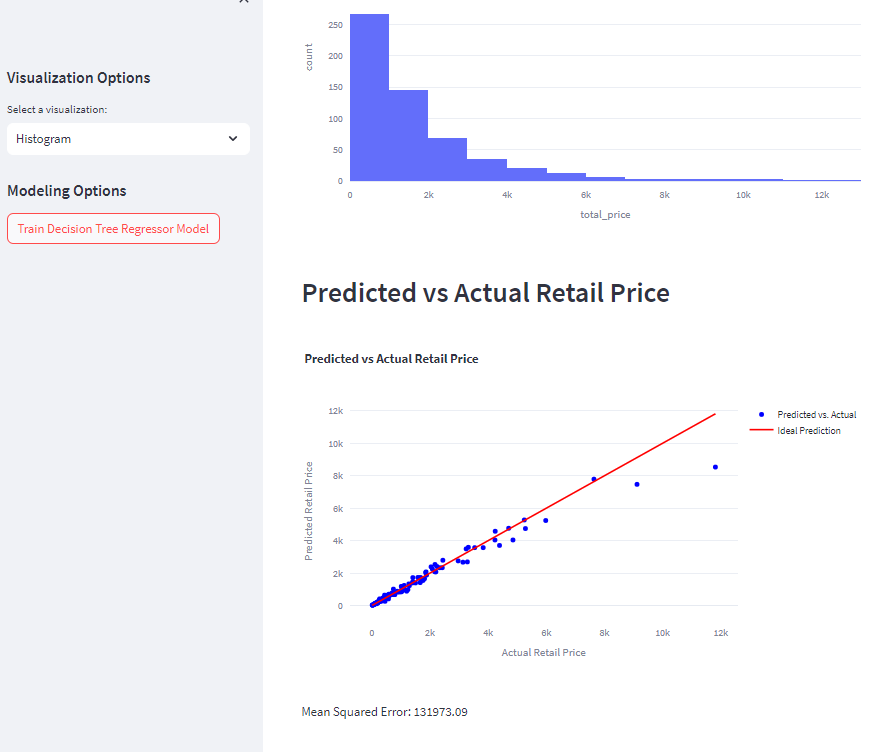 Visualization Options
Select a visualization:
Histogram
Modeling Options
Train Decision Tree Regressor Model
250
200
150
100
50
0
count
0 2k 4k 6k 8k 10k 12k
total_price
Predicted vs Actual Retail Price
Predicted vs Actual Retail Price
12k
10k
8k
6k
4k
2k
0
Predicted Retail Price
0 2k 4k 6k 8k 10k 12k
Actual Retail Price
Predicted vs. Actual
Ideal Prediction
Mean Squared Error: 131973.09